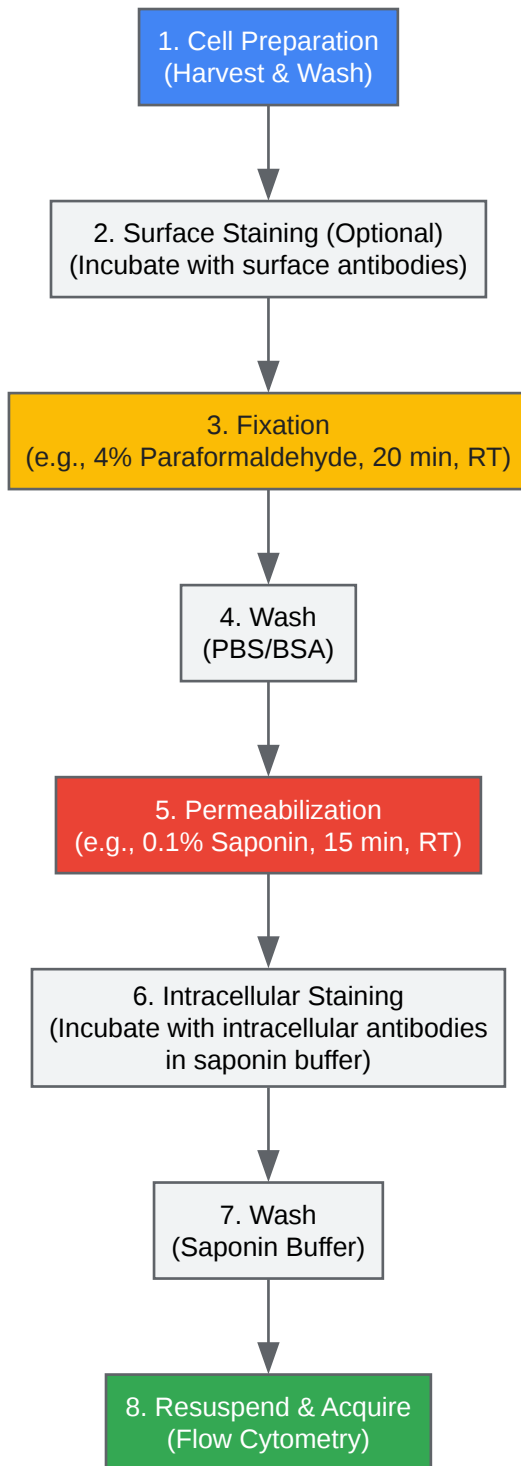 1. Cell Preparation
(Harvest & Wash)
2. Surface Staining (Optional)
(Incubate with surface antibodies)
3. Fixation
(e.g., 4% Paraformaldehyde, 20 min, RT)
4. Wash
(PBS/BSA)
5. Permeabilization
(e.g., 0.1% Saponin, 15 min, RT)
6. Intracellular Staining
(Incubate with intracellular antibodies
in saponin buffer)
7. Wash
(Saponin Buffer)
8. Resuspend & Acquire
(Flow Cytometry)